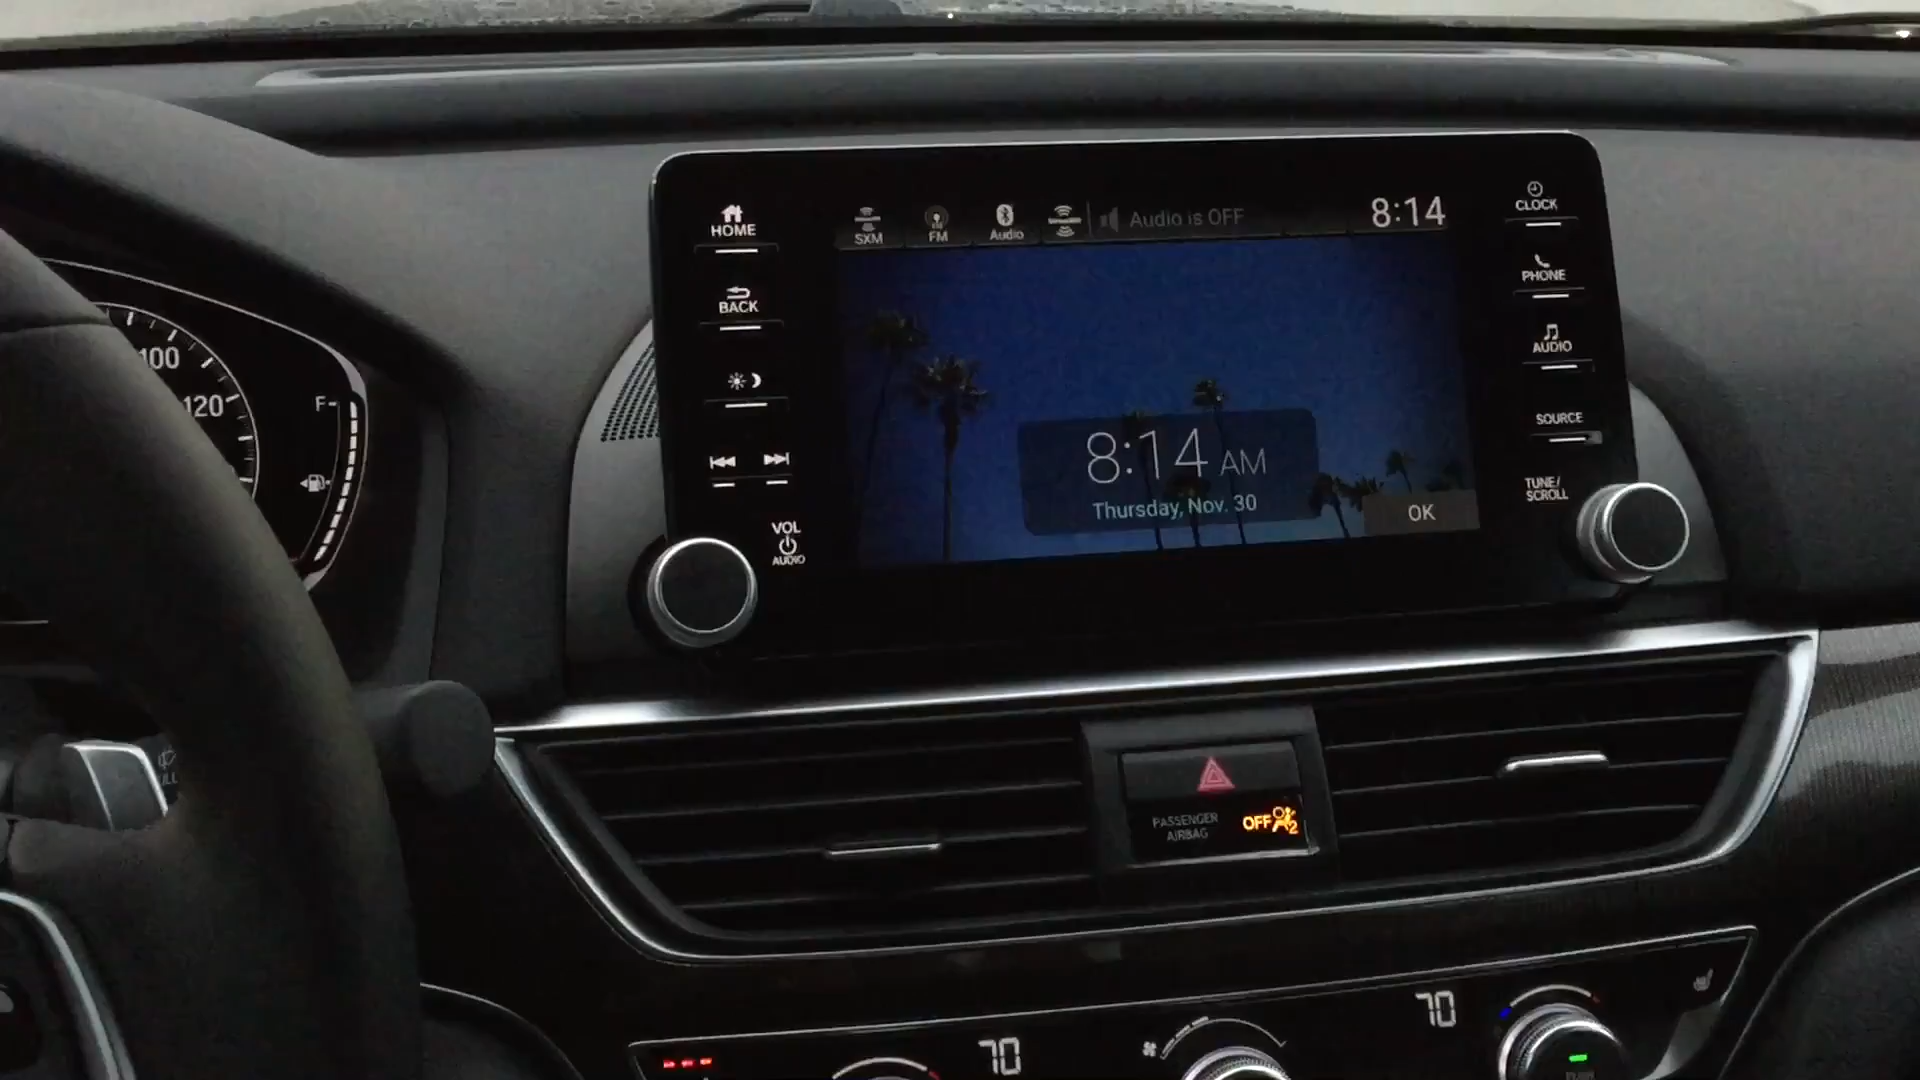 HOME
BACK
VOL
AUDIO
SXM
FM
Audio
Audio is OFF
8:14
8:14 AM
Thursday, Nov. 30
OK
CLOCK
PHONE
AUDIO
SOURCE
TUNE/
SCROLL
100
120
F
PASSENGER
AIRBAG
OFF
2
70
70